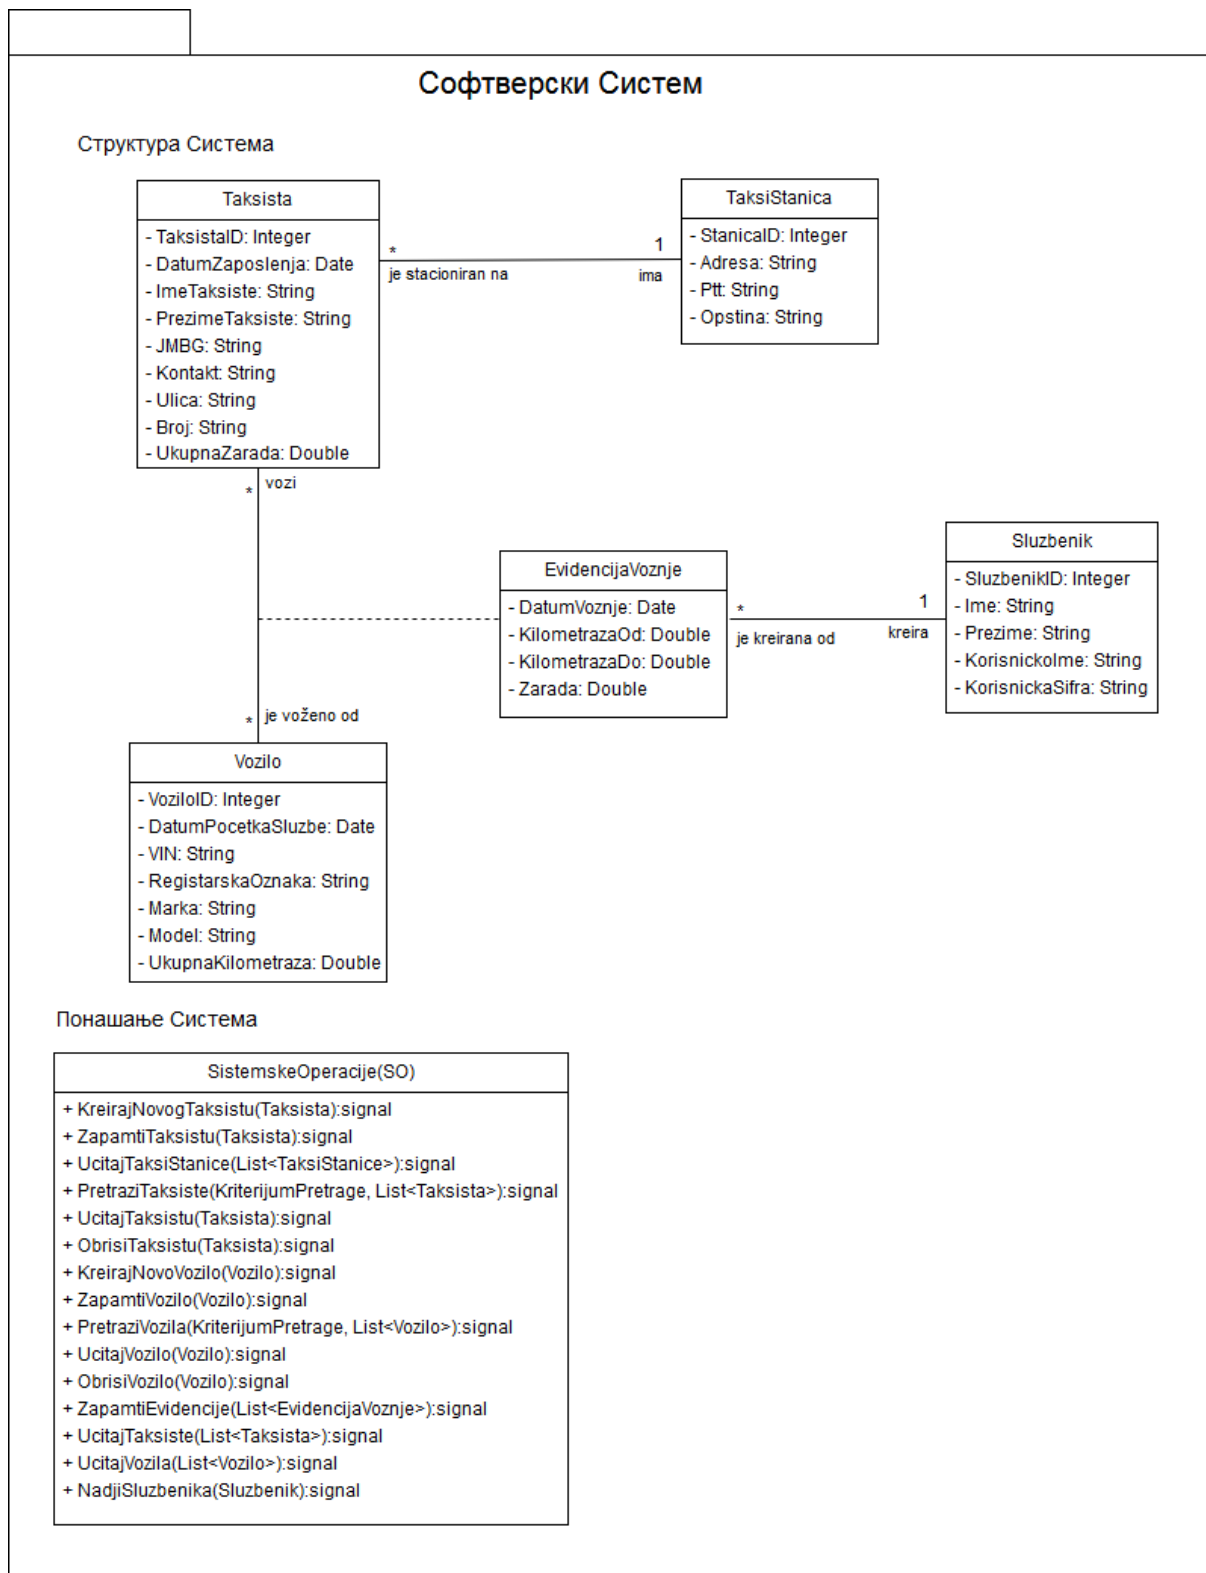 Софтверски Систем
Структура Система
Taksista
- TaksistaID: Integer
- DatumZaposlenja: Date
- ImeTaksiste: String
- PrezimeTaksiste: String
- JMBG: String
- Kontakt: String
- Ulica: String
- Broj: String
- UkupnaZarada: Double
TaksiStanica
- StanicaID: Integer
- Adresa: String
- Ptt: String
- Opstina: String
*
je stacioniran na
1
ima
* vozi
EvidencijaVoznje
- DatumVoznje: Date
- KilometrazaOd: Double
- KilometrazaDo: Double
- Zarada: Double
*
je kreirana od
1
kreira
Sluzbenik
- SluzbenikID: Integer
- Ime: String
- Prezime: String
- KorisnickoIme: String
- KorisnickaSifra: String
* je voženo od
Vozilo
- VoziloID: Integer
- DatumPocetkaSluzbe: Date
- VIN: String
- RegistarskaOznaka: String
- Marka: String
- Model: String
- UkupnaKilometraza: Double
Понашање Система
SistemskeOperacije(SO)
+ KreirajNovogTaksistu(Taksista):signal
+ ZapamtiTaksistu(Taksista):signal
+ UcitajTaksiStanice(List<TaksiStanice>):signal
+ PretraziTaksiste(KriterijumPretrage, List<Taksista>):signal
+ UcitajTaksistu(Taksista):signal
+ ObrisiTaksistu(Taksista):signal
+ KreirajNovoVozilo(Vozilo):signal
+ ZapamtiVozilo(Vozilo):signal
+ PretraziVozila(KriterijumPretrage, List<Vozilo>):signal
+ UcitajVozilo(Vozilo):signal
+ ObrisiVozilo(Vozilo):signal
+ ZapamtiEvidencije(List<EvidencijaVoznje>):signal
+ UcitajTaksiste(List<Taksista>):signal
+ UcitajVozila(List<Vozilo>):signal
+ NadjiSluzbenika(Sluzbenik):signal